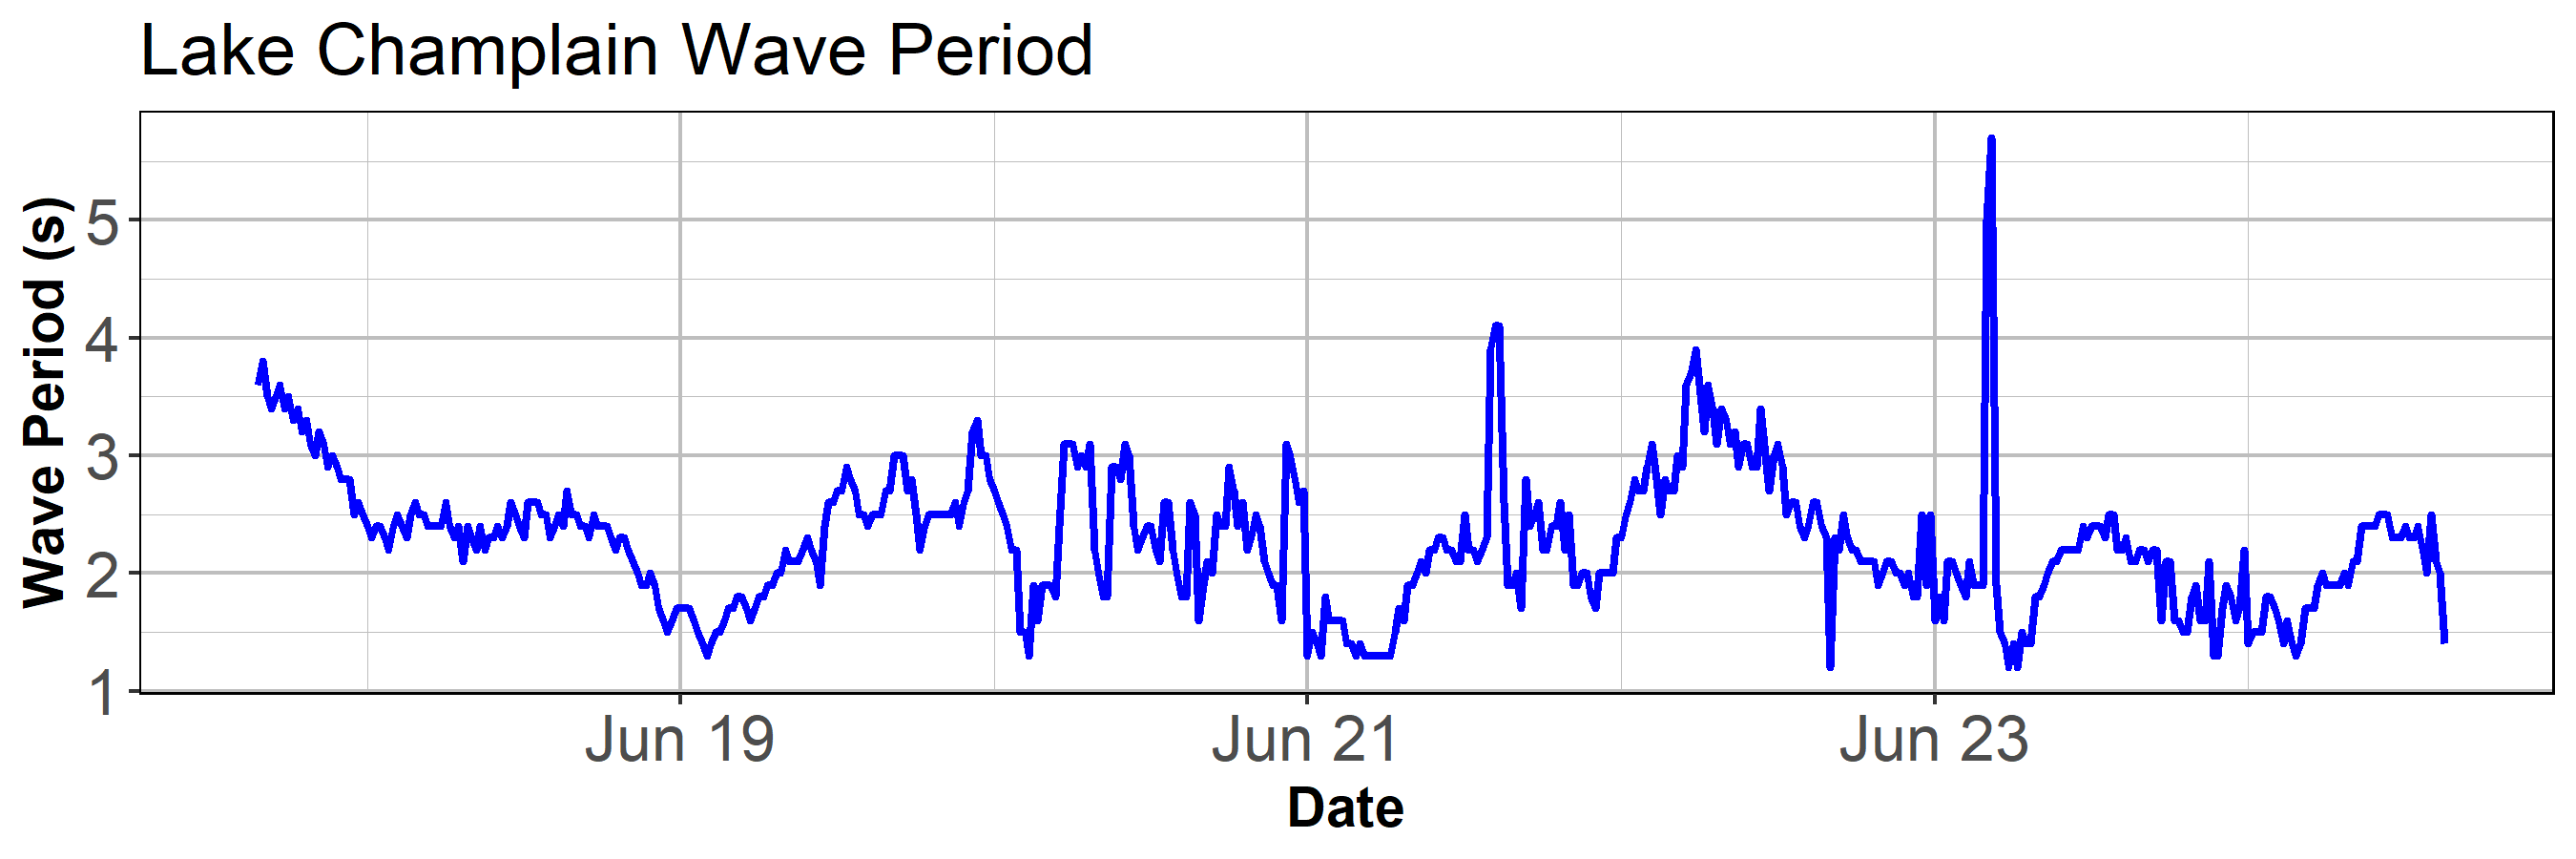 Lake Champlain Wave Period
Wave Period (s)
5
4
3
2
1
Jun 19
Jun 21
Jun 23
Date